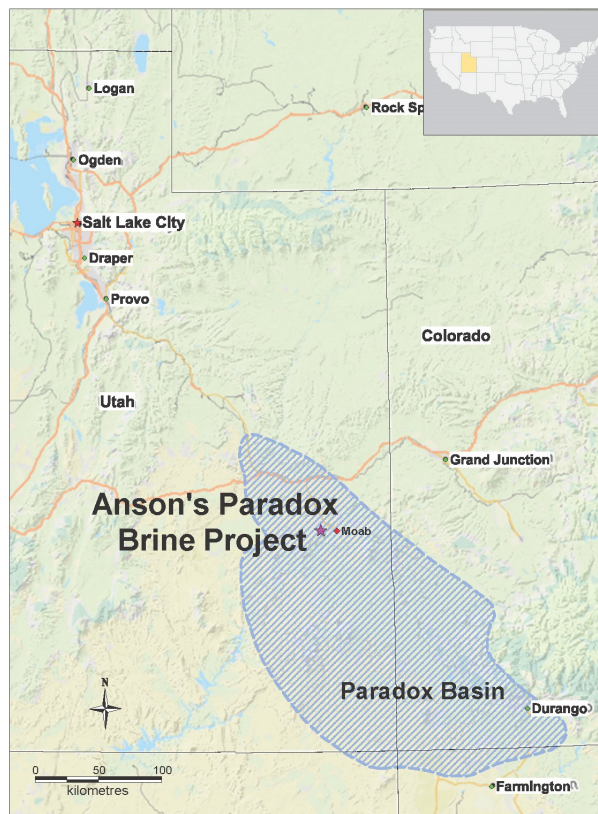 Logan
Rock Sp
Ogden
Salt Lake City
Draper
Provo
Colorado
Utah
Grand Junction
Anson's Paradox
Brine Project
Moab
Paradox Basin
N
Durango
0 50 100
kilometres
Farmington